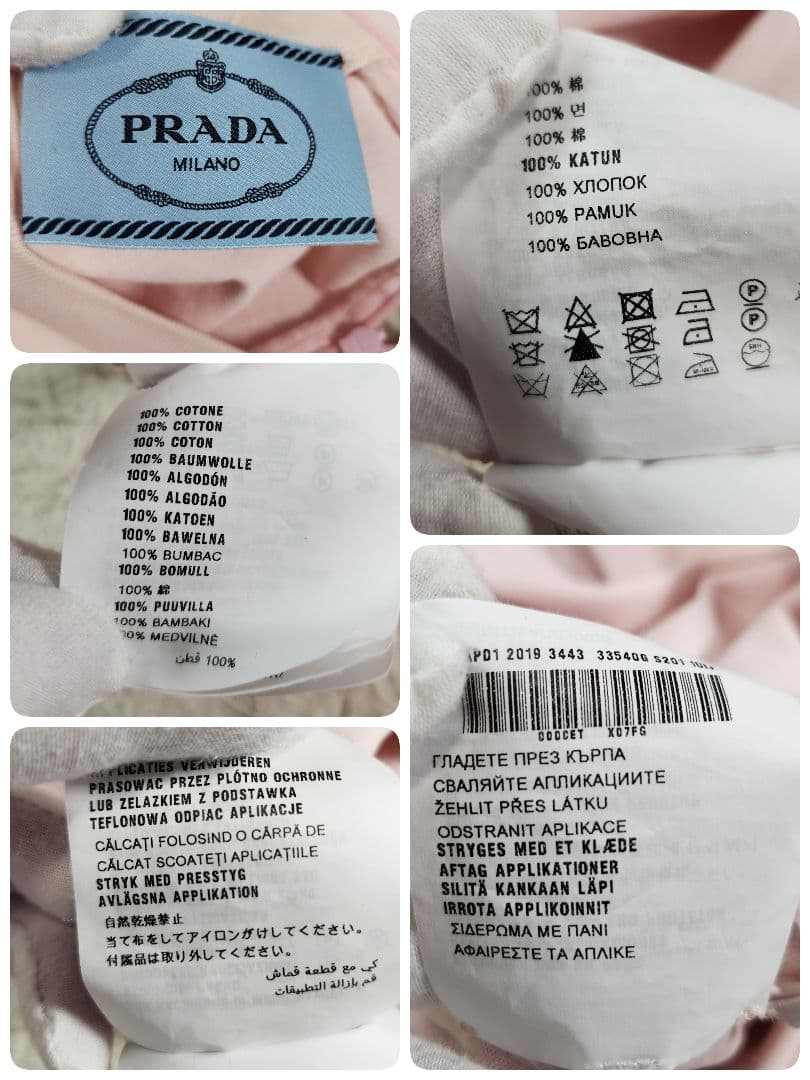 PRADA
MILANO
100% COTONE
100% COTTON
100% COTON
100% BAUMWOLLE
100% ALGODÓN
100% ALGODÃO
100% KATOEN
100% BAWELNA
100% BUMBAC
100% BOMULL
100% 綿
100% PUUVILLA
100% BAMBAKI
100% MEDVILNĖ
100% قطن
VERWIJDEREN
PRASOWAC PRZEZ PLÓTNO OCHRONNE
LUB ZELAZKIEM Z PODSTAWKA
TEFLONOWA ODPIAC APLIKACJE
CĂLCAȚI FOLOSIND O CÂRPĂ DE
CĂLCAT SCOATEȚI APLICAȚIILE
STRYK MED PRESSTYG
AVLÄGSNA APPLIKATION
自然乾燥禁止
当て布をしてアイロンがけしてください。
付属品は取り外してください。
كي مع قطعة قماش
قم بإزالة التطبيقات
100% 棉
100% 면
100% 棉
100% KATUN
100% ХЛОПОК
100% PAMUK
100% БАВОВНА
P
P
2019 3443 335406 S201
000CET X07FG
ГЛАДЕТЕ ПРЕЗ КЪРПА
СВАЛЯЙТЕ АПЛИКАЦИИТЕ
ŽEHLIT PŘES LÁTKU
ODSTRANIT APLIKACE
STRYGES MED ET KLÆDE
AFTAG APPLIKATIONER
SILITÄ KANKAAN LÄPI
IRROTA APPLIKOINNIT
ΣΙΔΕΡΩΜΑ ΜΕ ΠΑΝΙ
ΑΦΑΙΡΕΣΤΕ ΤΑ ΑΠΛΙΚΕ